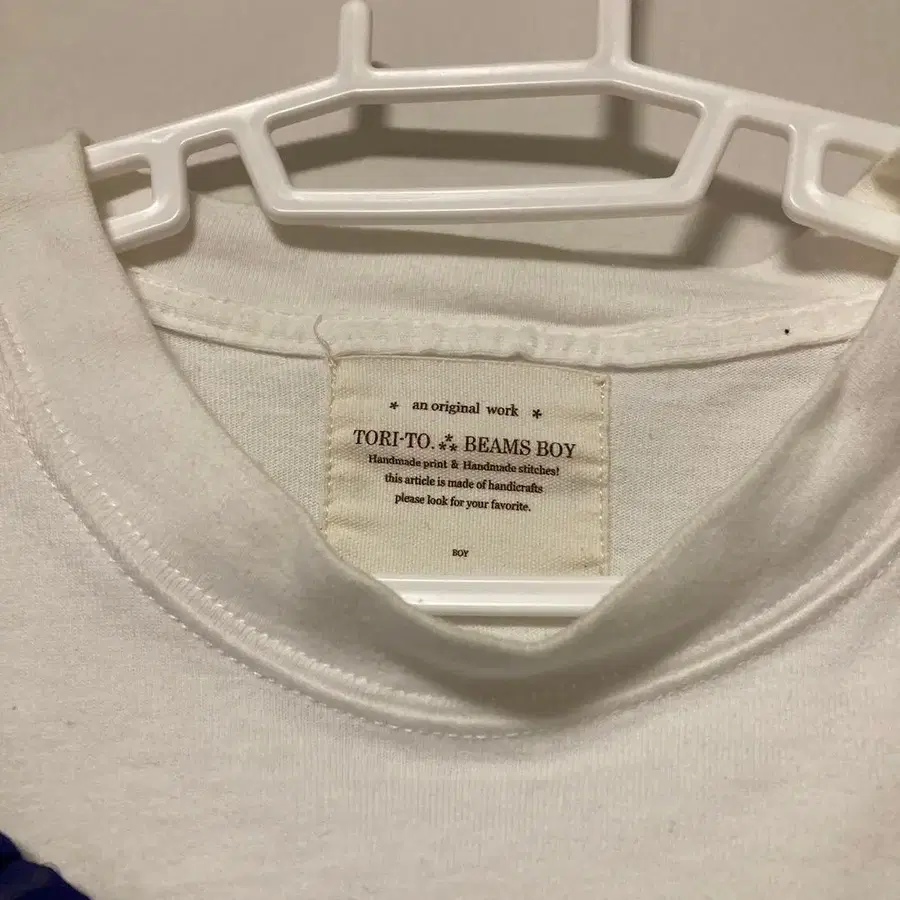 * an original work *
TORI-TO. ⁂ BEAMS BOY
Handmade print & Handmade stitches!
this article is made of handicrafts
please look for your favorite.
BOY